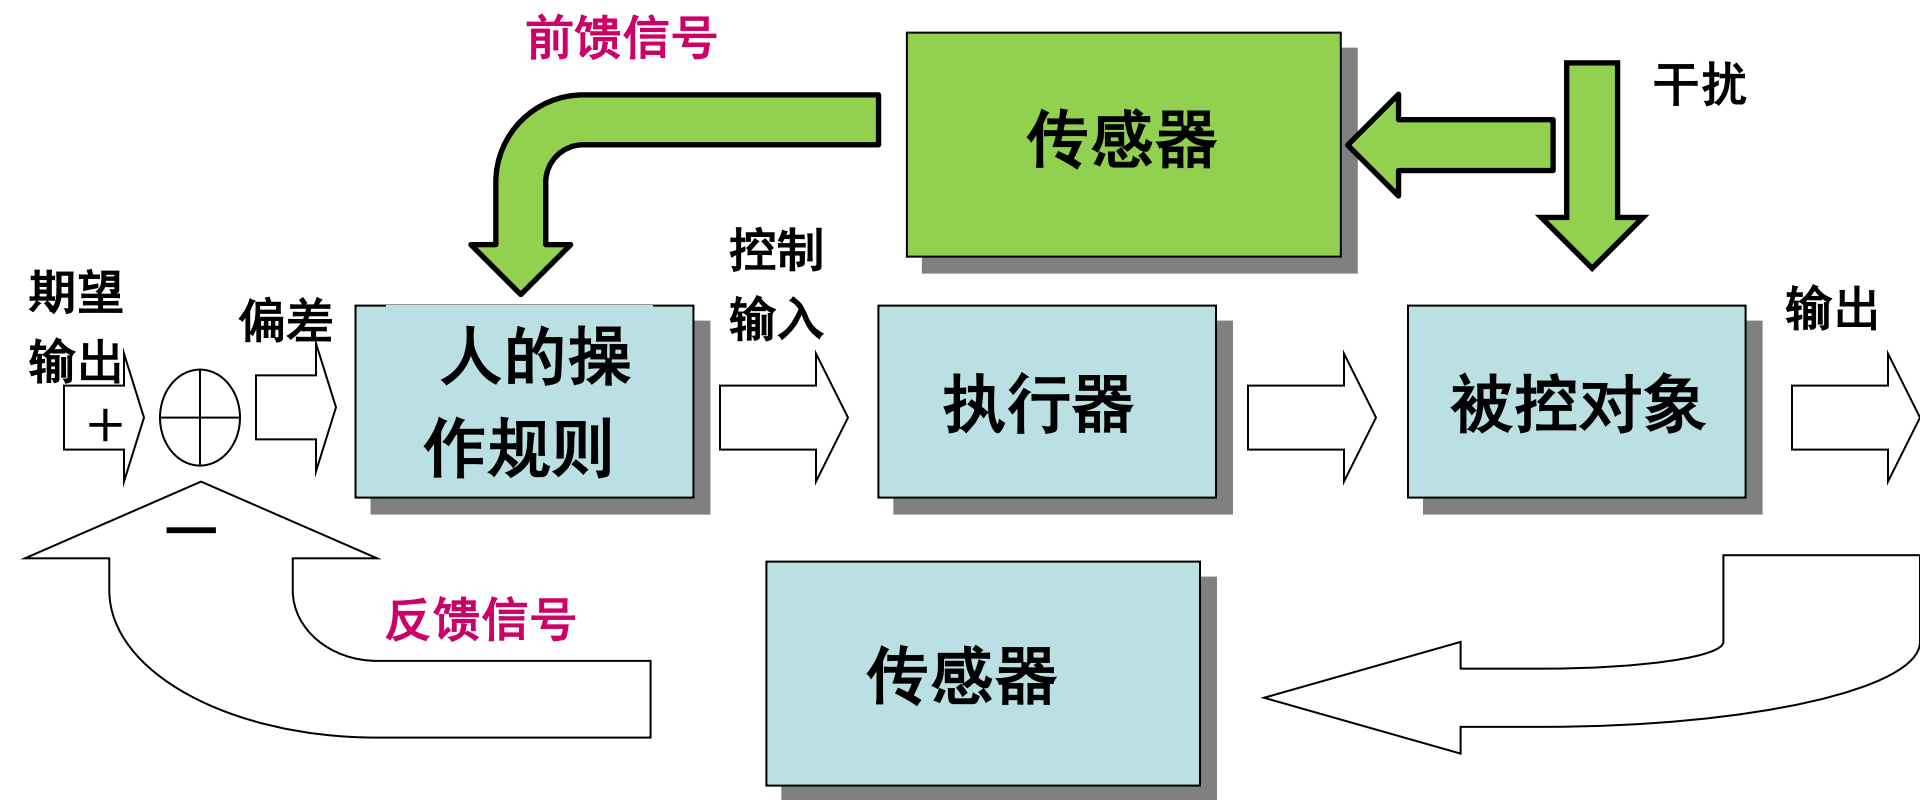 前馈信号
传感器
干扰
期望
输出
+
偏差
人的操
作规则
控制
输入
执行器
被控对象
输出
—
反馈信号
传感器